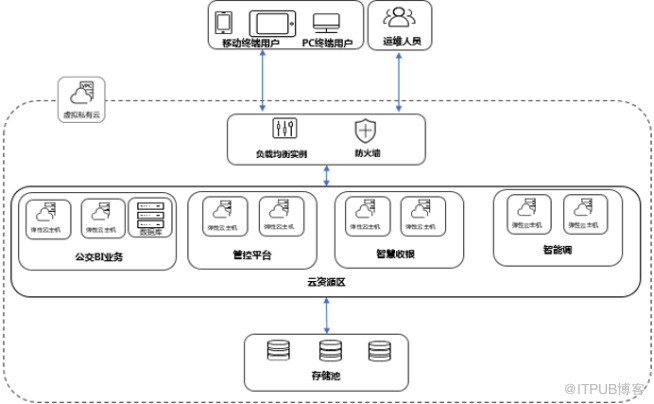 移动终端用户 PC终端用户 运维人员
VPC
虚拟私有云
负载均衡实例 防火墙
弹性云主机 弹性云主机 数据库 弹性云主机 弹性云主机 弹性云主机 弹性云主机 弹性云主机 弹性云主机
公交BI业务 管控平台 智慧收银 智能调
云资源区
存储池
@ITPUB博客